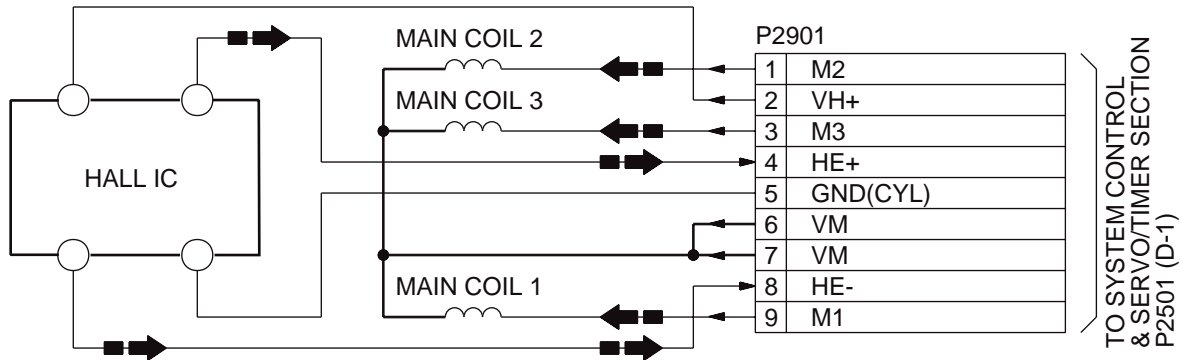 MAIN COIL 2
MAIN COIL 3
HALL IC
MAIN COIL 1
P2901
1 M2
2 VH+
3 M3
4 HE+
5 GND(CYL)
6 VM
7 VM
8 HE-
9 M1
TO SYSTEM CONTROL
& SERVO/TIMER SECTION
P2501 (D-1)